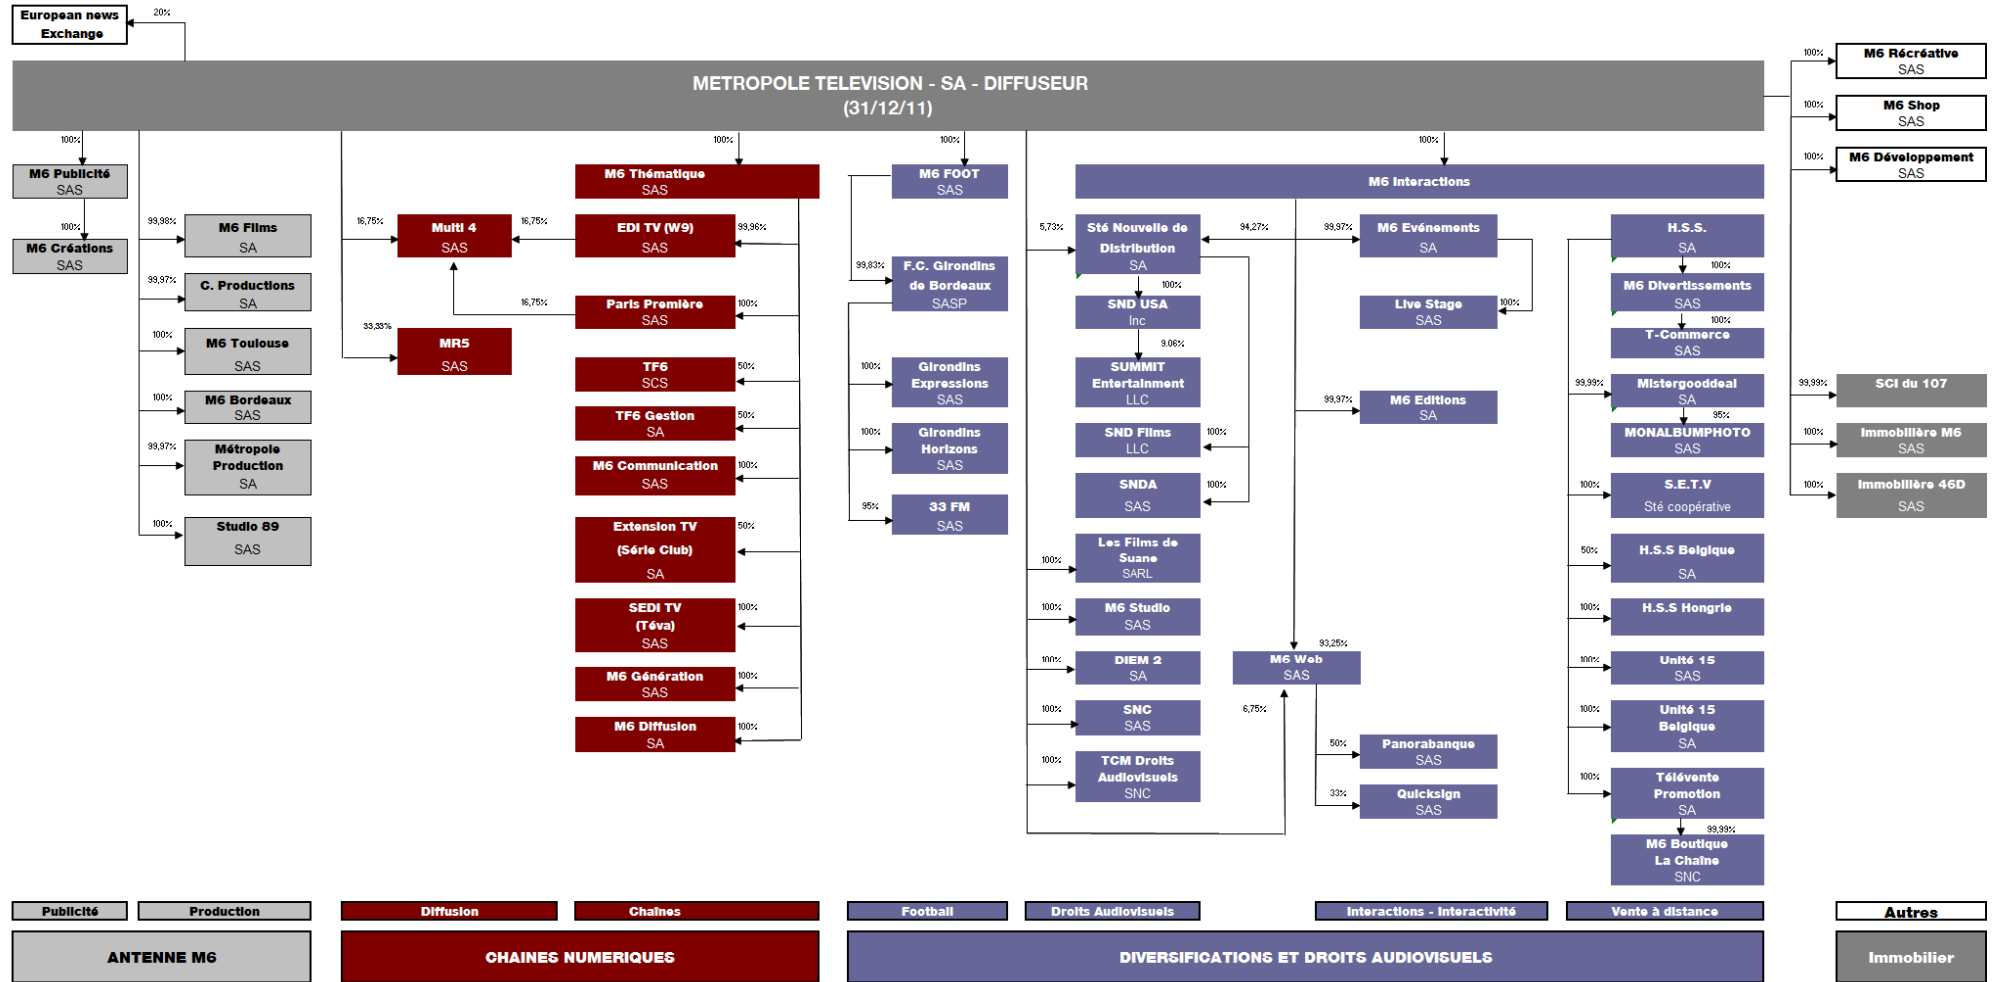 European news
Exchange
20%
METROPOLE TELEVISION - SA - DIFFUSEUR
(31/12/11)
100%
M6 Publicité
SAS
100%
M6 Créations
SAS
99,98%
M6 Films
SA
99,97%
C. Productions
SA
100%
M6 Toulouse
SAS
100%
M6 Bordeaux
SAS
99,97%
Métropole
Production
SA
100%
Studio 89
SAS
16,75%
Multi 4
SAS
16,75%
16,75%
33,33%
MR5
SAS
100%
M6 Thématique
SAS
EDI TV (W9)
SAS
99,96%
Paris Première
SAS
100%
TF6
SCS
50%
TF6 Gestion
SA
50%
M6 Communication
SAS
100%
Extension TV
(Série Club)
SA
50%
SEDI TV
(Téva)
SAS
100%
M6 Génération
SAS
100%
M6 Diffusion
SA
100%
100%
M6 FOOT
SAS
99,83%
F.C. Girondins
de Bordeaux
SASP
100%
Girondins
Expressions
SAS
100%
Girondins
Horizons
SAS
95%
33 FM
SAS
100%
M6 Interactions
5,73%
Sté Nouvelle de
Distribution
SA
94,27%
100%
SND USA
Inc
9.06%
SUMMIT
Entertainment
LLC
SND Films
LLC
100%
SNDA
SAS
100%
100%
Les Films de
Suane
SARL
100%
M6 Studio
SAS
100%
DIEM 2
SA
100%
SNC
SAS
100%
TCM Droits
Audiovisuels
SNC
99,97%
M6 Evénements
SA
Live Stage
SAS
100%
99,97%
M6 Editions
SA
93,25%
M6 Web
SAS
6,75%
50%
Panorabanque
SAS
33%
Quicksign
SAS
H.S.S.
SA
100%
M6 Divertissements
SAS
100%
T-Commerce
SAS
99,99%
Mistergooddeal
SA
95%
MONALBUMPHOTO
SAS
100%
S.E.T.V
Sté coopérative
50%
H.S.S Belgique
SA
100%
H.S.S Hongrie
100%
Unité 15
SAS
100%
Unité 15
Belgique
SA
100%
Télévente
Promotion
SA
99,99%
M6 Boutique
La Chaîne
SNC
100%
M6 Récréative
SAS
100%
M6 Shop
SAS
100%
M6 Développement
SAS
99,99%
SCI du 107
100%
Immobilière M6
SAS
100%
Immobilière 46D
SAS
Publicité
Production
Diffusion
Chaînes
Football
Droits Audiovisuels
Interactions - Interactivité
Vente à distance
Autres
ANTENNE M6
CHAINES NUMERIQUES
DIVERSIFICATIONS ET DROITS AUDIOVISUELS
Immobilier